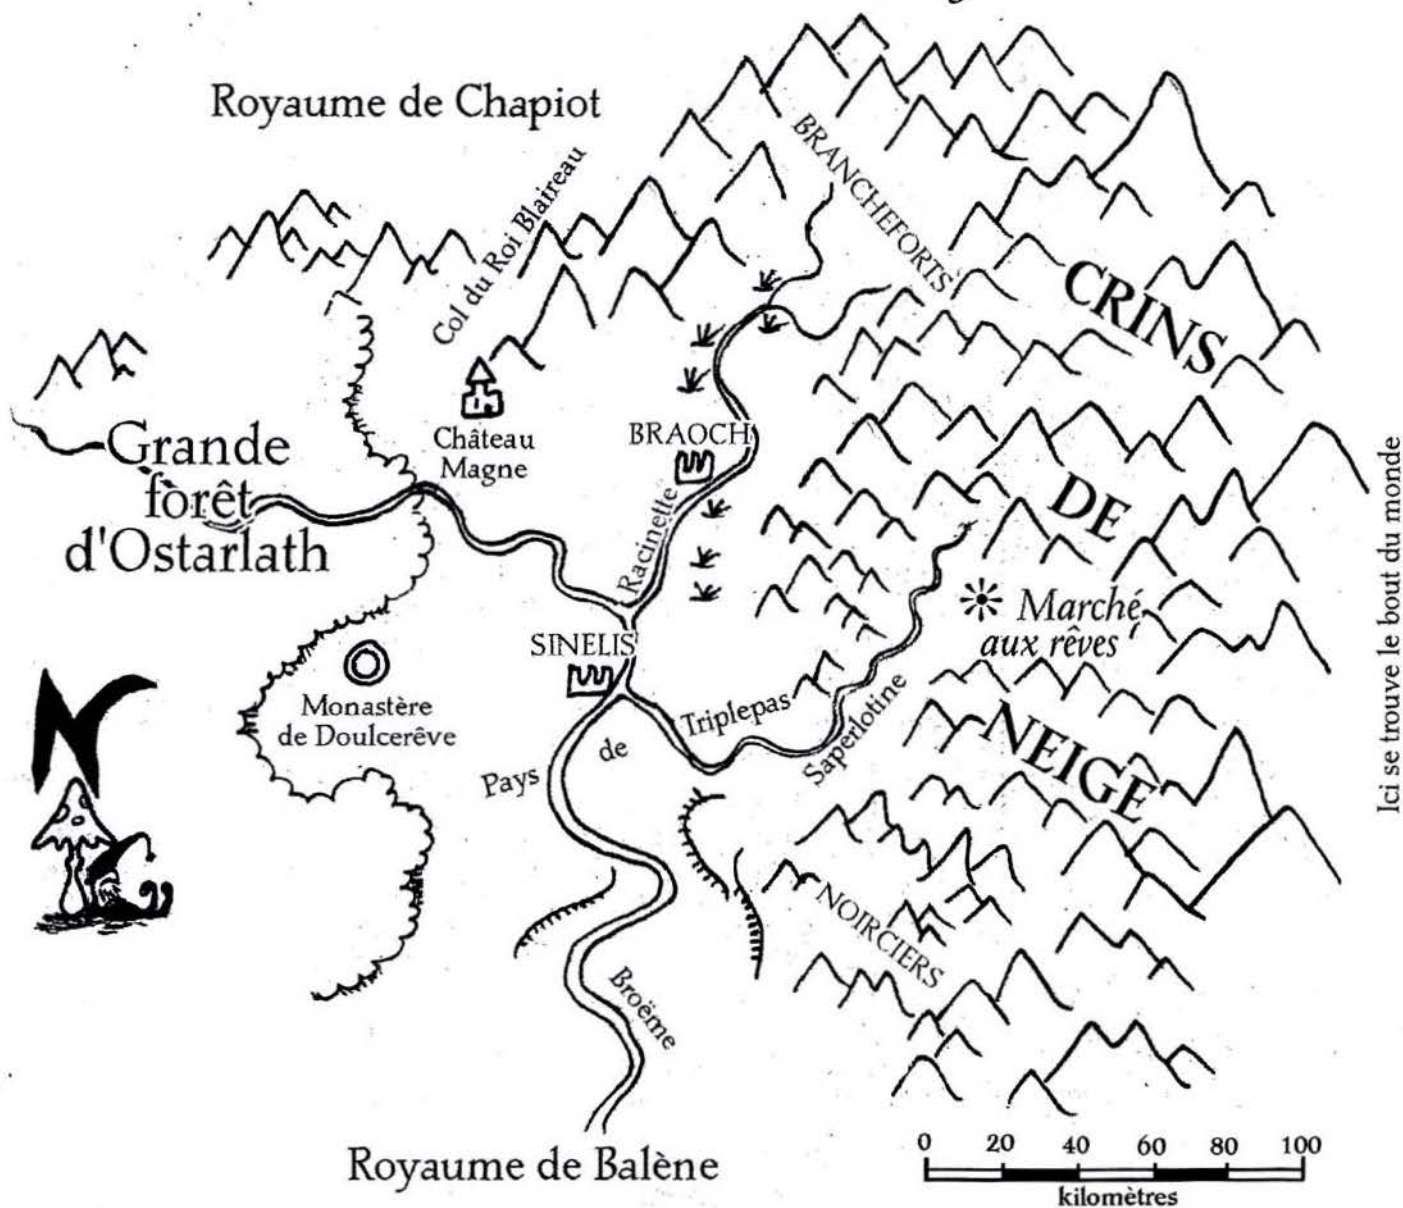 Royaume de Chapiot
BRANCHEFORTS
Col du Roi Blaireau
CRINS
Château
Magne
BRAOCH
Grande
forêt
d'Ostarlath
Racinette
DE
Ici se trouve le bout du monde
Marché
aux rêves
SINELIS
Monastère
de Doulcerêve
Triplepas
Saperlotine
Pays
de
NEIGE
N
NOIRCIERS
Broëme
Royaume de Balène
0 20 40 60 80 100
kilomètres